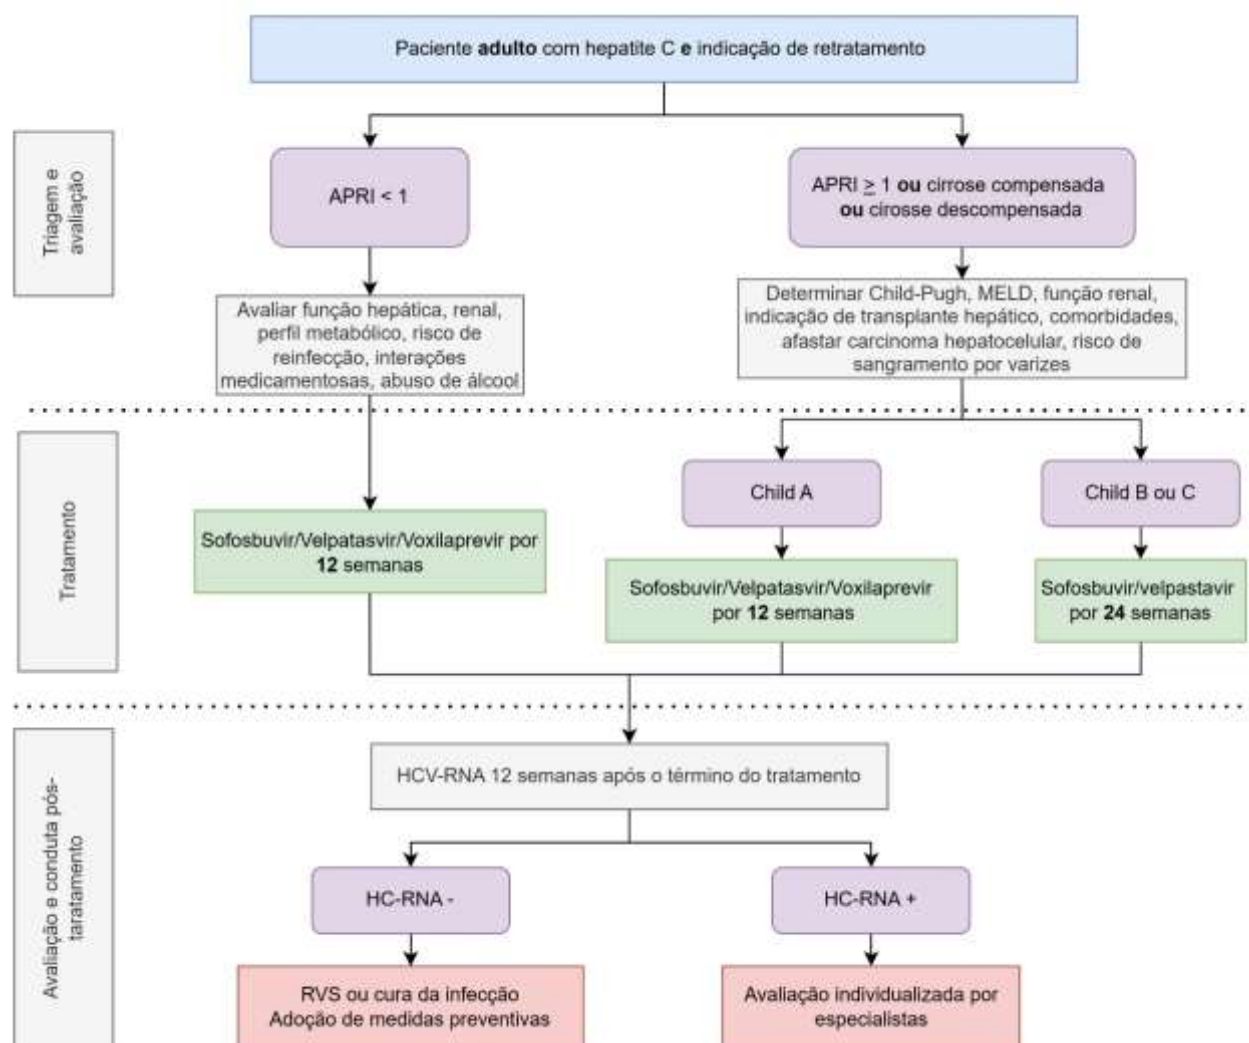 Paciente adulto com hepatite C e indicação de retratamento
Triagem e
avaliação
APRI < 1
APRI ≥ 1 ou cirrose compensada
ou cirosse descompensada
Avaliar função hepática, renal,
perfil metabólico, risco de
reinfecção, interações
medicamentosas, abuso de álcool
Determinar Child-Pugh, MELD, função renal,
indicação de transplante hepático, comorbidades,
afastar carcinoma hepatocelular, risco de
sangramento por varizes
Tratamento
Child A
Child B ou C
Sofosbuvir/Velpatasvir/Voxilaprevir por
12 semanas
Sofosbuvir/Velpatasvir/Voxilaprevir
por 12 semanas
Sofosbuvir/velpastavir
por 24 semanas
Avaliação e conduta pós-
taratamento
HCV-RNA 12 semanas após o término do tratamento
HC-RNA -
HC-RNA +
RVS ou cura da infecção
Adoção de medidas preventivas
Avaliação individualizada por
especialistas